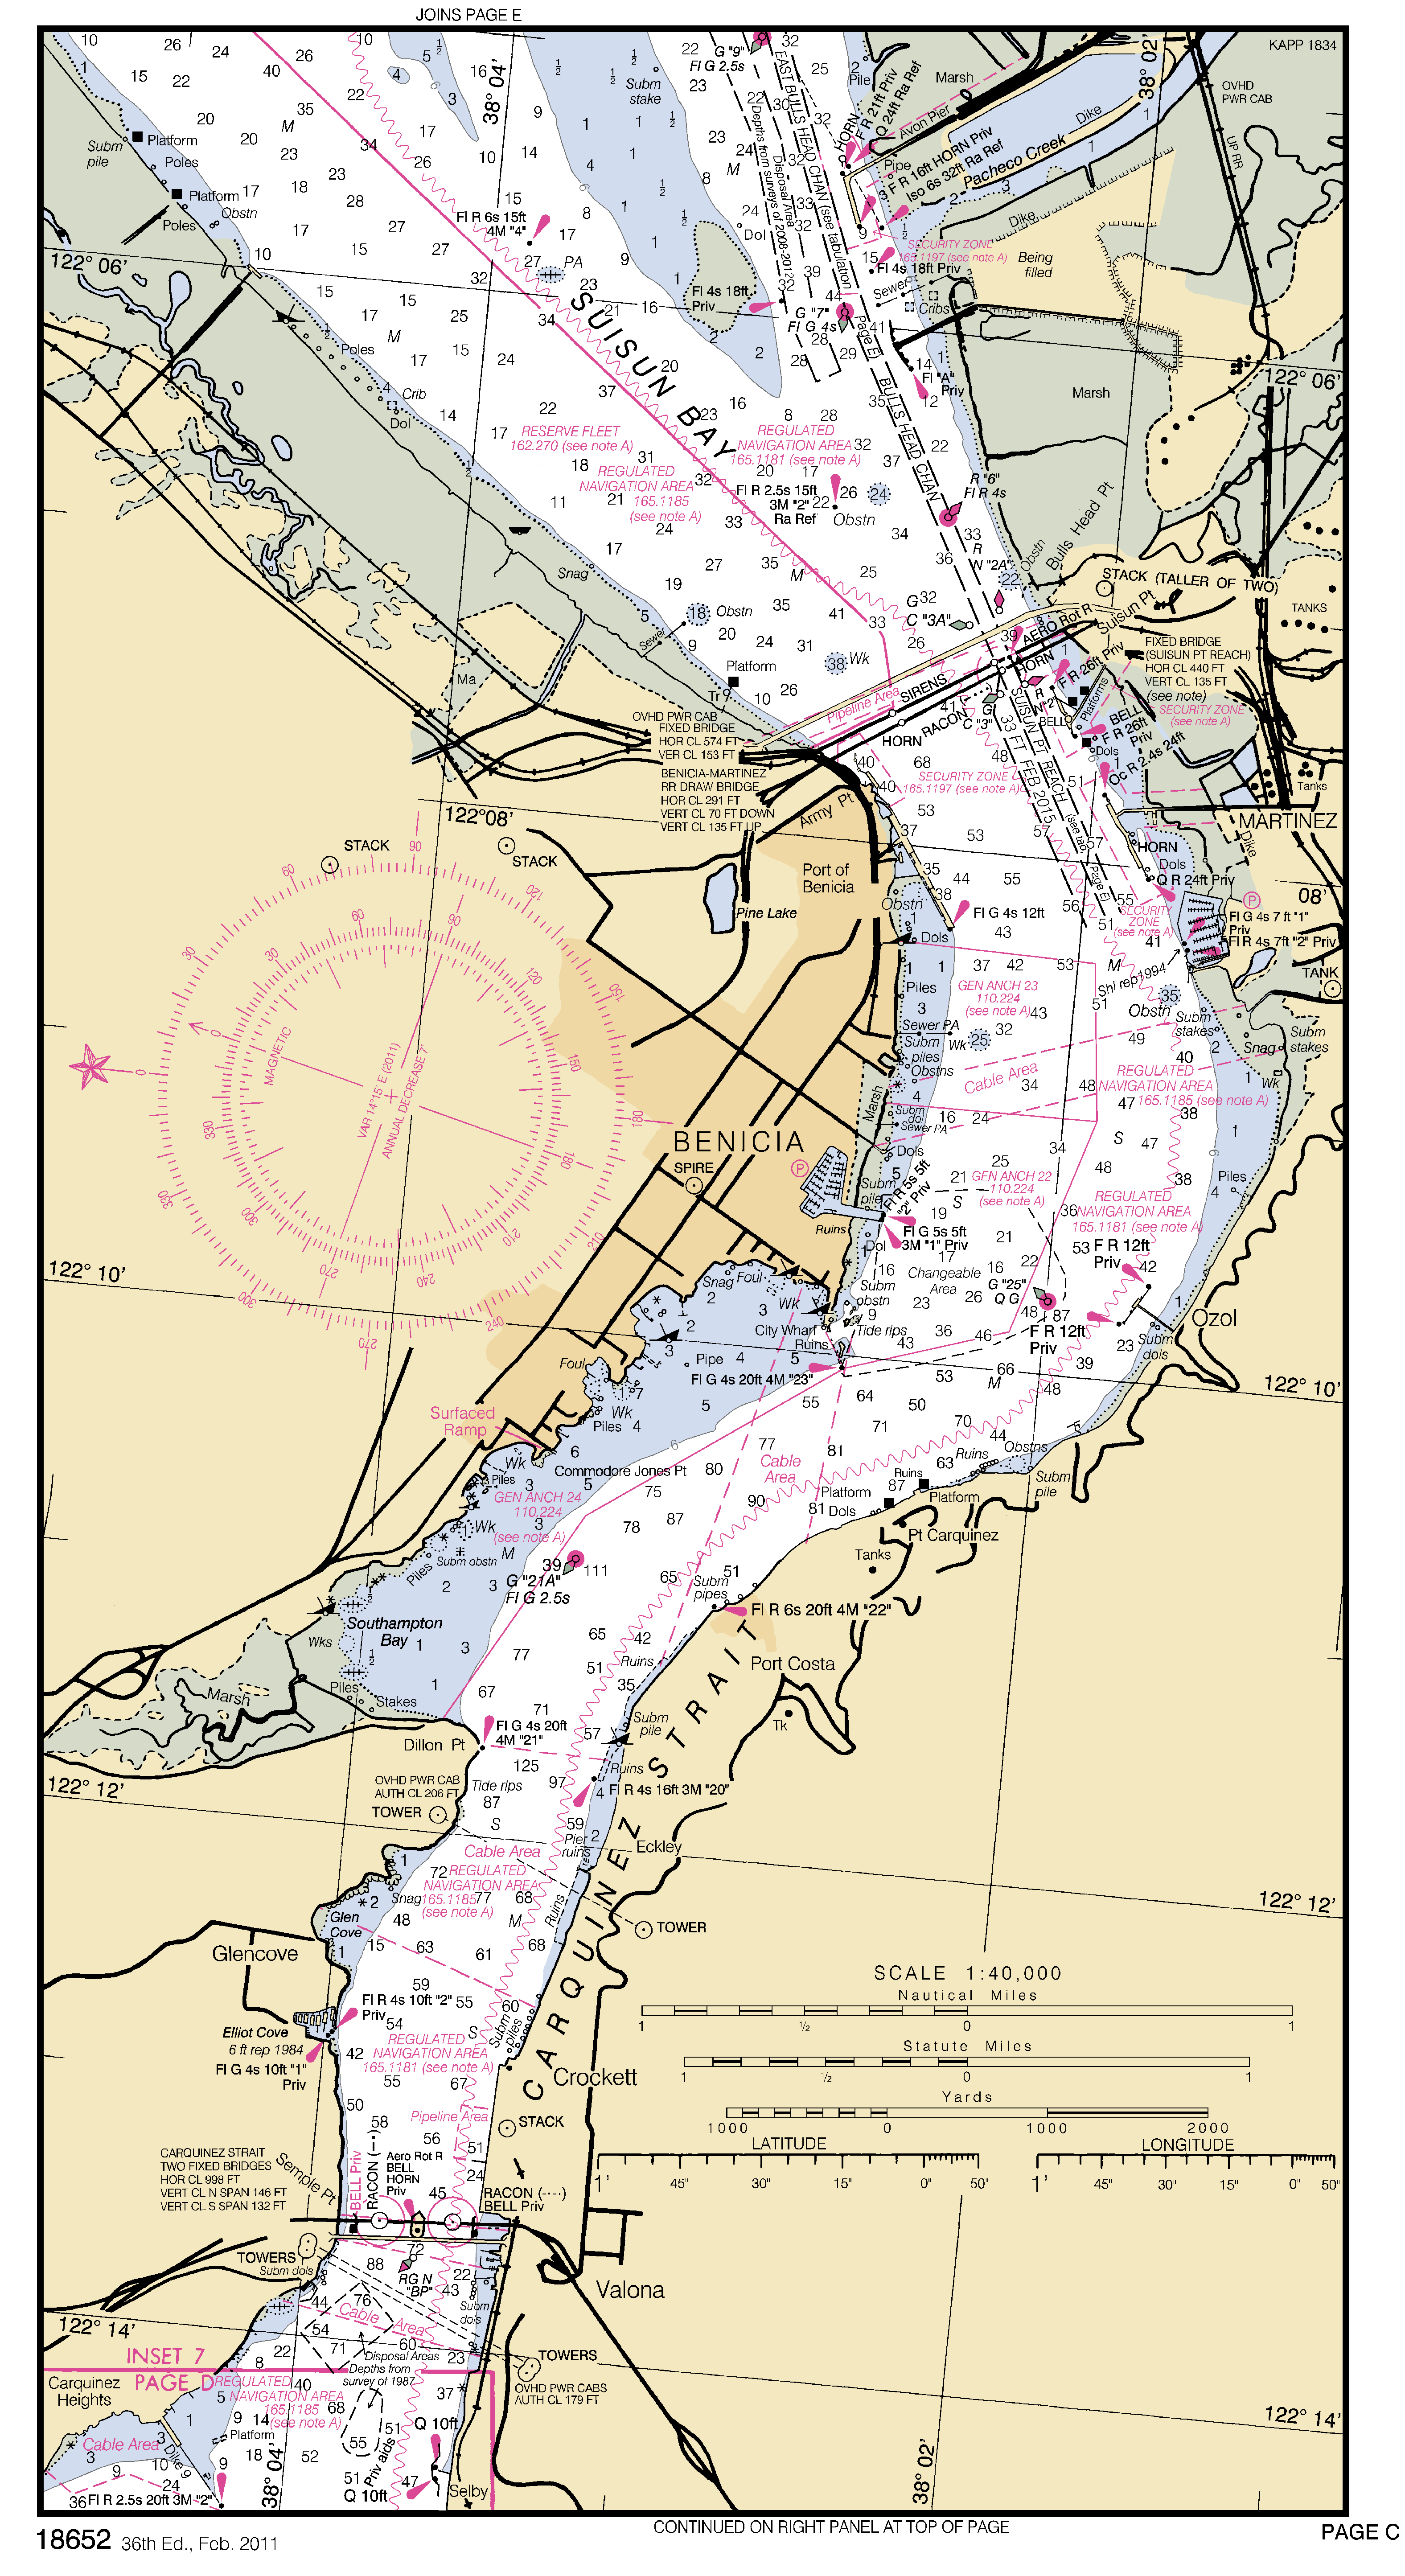 JOINS PAGE E
KAPP 1834
38° 04'
38° 02'
OVHD
PWR CAB
UP RR
G "9"
Fl G 2.5s
EAST BULLS HEAD CHAN (see tabulation
Page E)
Depths from surveys of 2008-2012
Disposal Area
Pile
Marsh
Avon Pier
HORN
F R 21ft Priv
Q 24ft Ra Ref
Pipe
F R 16ft HORN Priv
Iso 6s 32ft Ra Ref
Pacheco Creek
Dike
Dike
Subm
stake
Subm
pile
Platform
Poles
Platform
Obstn
Poles
Fl R 6s 15ft
4M "4"
PA
Dol
SECURITY ZONE
165.1197 (see note A)
Being
filled
Fl 4s 18ft Priv
Sewer
Cribs
122° 06'
Fl 4s 18ft
Priv
G "7"
Fl G 4s
SUISUN BAY
Poles
Crib
Dol
Fl "A"
Priv
Marsh
122° 06'
RESERVE FLEET
162.270 (see note A)
REGULATED
NAVIGATION AREA
165.1181 (see note A)
REGULATED
NAVIGATION AREA
165.1185
(see note A)
BULLS HEAD CHAN
Fl R 2.5s 15ft
3M "2"
Ra Ref
Obstn
R "6"
Fl R 4s
Bulls Head Pt
Obstn
R
N "2A"
G
C "3A"
STACK (TALLER OF TWO)
Snag
Obstn
Sewer
Wk
AERO Rot R
Suisun Pt
TANKS
FIXED BRIDGE
(SUISUN PT REACH)
HOR CL 440 FT
VERT CL 135 FT
(see note)
SECURITY ZONE
(see note A)
Ma
Platform
Tr
Pipeline Area
SIRENS
HORN
RACON (--··)
HORN
F R 26ft Priv
Platforms
BELL
F R 26ft
Priv
BELL
R
N "2"
G
C "3"
Dols
Oc R 2.4s 24ft
OVHD PWR CAB
FIXED BRIDGE
HOR CL 574 FT
VER CL 153 FT
BENICIA-MARTINEZ
RR DRAW BRIDGE
HOR CL 291 FT
VERT CL 70 FT DOWN
VERT CL 135 FT UP
SUISUN PT REACH (see tab
Page E)
33 FT FEB 2015
SECURITY ZONE
165.1197 (see note A)
Army Pt
Tanks
MARTINEZ
Dike
122°08'
STACK
STACK
Port of
Benicia
Pine Lake
HORN
Dols
Q R 24ft Priv
08'
Obstn
Dols
Fl G 4s 12ft
SECURITY
ZONE
(see note A)
Fl G 4s 7 ft "1"
Priv
Fl R 4s 7ft "2" Priv
Shl rep 1994
TANK
GEN ANCH 23
110.224
(see note A)
Piles
Sewer PA
Subm
piles
Wk
Obstns
Obstn
Subm
stakes
Subm
stakes
Snag
Wk
Cable Area
REGULATED
NAVIGATION AREA
165.1185 (see note A)
MAGNETIC
VAR 14°15'E (2011)
ANNUAL DECREASE 7'
Marsh
Subm
dol
Sewer PA
Dols
BENICIA
SPIRE
Subm
pile
Fl R 5s 5ft
"2" Priv
GEN ANCH 22
110.224
(see note A)
Piles
REGULATED
NAVIGATION AREA
165.1181 (see note A)
Ruins
Fl G 5s 5ft
3M "1" Priv
Dol
Changeable
Area
G "25"
Q G
F R 12ft
Priv
122° 10'
Snag
Foul
Wk
Subm
obstn
City Wharf
Ruins
Tide rips
F R 12ft
Priv
Ozol
Subm
dols
Foul
Pipe
Fl G 4s 20ft 4M "23"
122° 10'
Surfaced
Ramp
Wk
Piles
Commodore Jones Pt
Cable
Area
Ruins
Obstns
Subm
pile
Wk
Piles
GEN ANCH 24
110.224
(see note A)
Platform
Dols
Ruins
Platform
Pt Carquinez
Tanks
Wk
Subm obstn
Piles
G "21A"
Fl G 2.5s
Subm
pipes
Fl R 6s 20ft 4M "22"
Southampton
Bay
Wks
Ruins
Port Costa
Tk
Marsh
Piles
Stakes
Dillon Pt
Fl G 4s 20ft
4M "21"
Subm
pile
Ruins
Fl R 4s 16ft 3M "20"
122° 12'
OVHD PWR CAB
AUTH CL 206 FT
TOWER
Tide rips
Pier
ruins
Eckley
CARQUINEZ STRAIT
Cable Area
REGULATED
NAVIGATION AREA
165.1185
(see note A)
Snag
Ruins
TOWER
122° 12'
Glen
Cove
Glencove
SCALE 1:40,000
Nautical Miles
1 ½ 0 1
Statute Miles
1 ½ 0 1
Yards
1000 0 1000 2000
LATITUDE
LONGITUDE
1' 45" 30" 15" 0" 50"
1' 45" 30" 15" 0" 50"
Fl R 4s 10ft "2"
Priv
Subm
piles
Elliot Cove
6 ft rep 1984
Fl G 4s 10ft "1"
Priv
REGULATED
NAVIGATION AREA
165.1181 (see note A)
Crockett
Pipeline Area
STACK
CARQUINEZ STRAIT
TWO FIXED BRIDGES
HOR CL 998 FT
VERT CL N SPAN 146 FT
VERT CL S SPAN 132 FT
Semple Pt
BELL Priv
RACON (--·)
Aero Rot R
BELL
HORN
Priv
RACON (----)
BELL Priv
TOWERS
Subm dols
RG N
"BP"
Subm
dols
Valona
122° 14'
Cable Area
Disposal Areas
Depths from
survey of 1987
TOWERS
OVHD PWR CABS
AUTH CL 179 FT
INSET 7
PAGE D
Carquinez
Heights
REGULATED
NAVIGATION AREA
165.1185
(see note A)
Platform
Cable Area
Dike
Q 10ft
Priv aids
Q 10ft
Selby
Fl R 2.5s 20ft 3M "2"
38° 04'
38° 02'
122° 14'
18652 36th Ed., Feb. 2011
CONTINUED ON RIGHT PANEL AT TOP OF PAGE
PAGE C